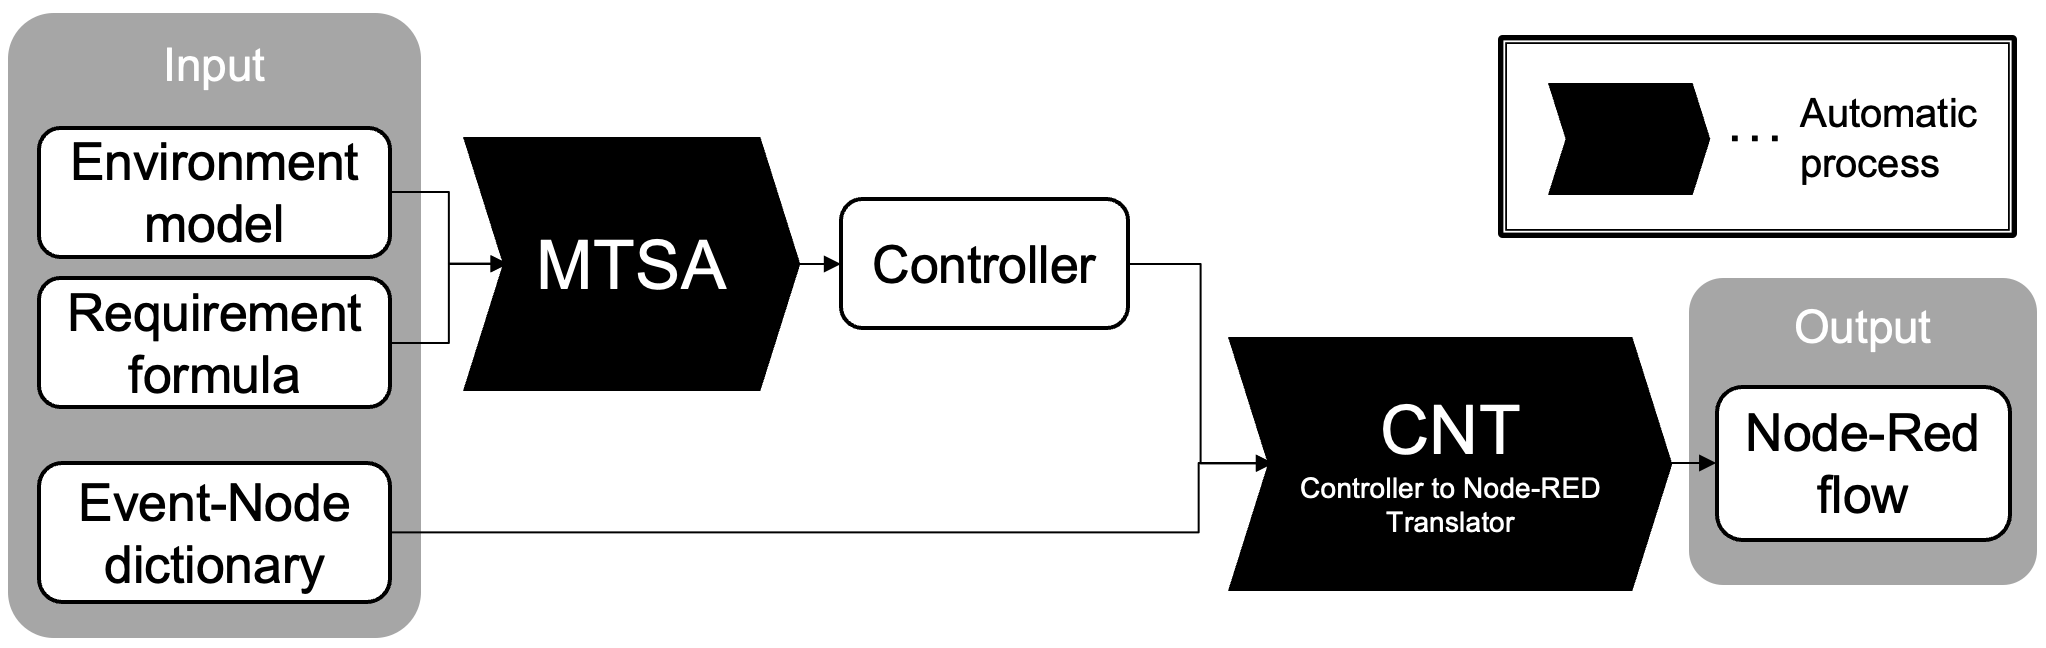 Input
Environment
model
Requirement
formula
Event-Node
dictionary
MTSA
Controller
CNT
Controller to Node-RED
Translator
Output
Node-Red
flow
... Automatic
process